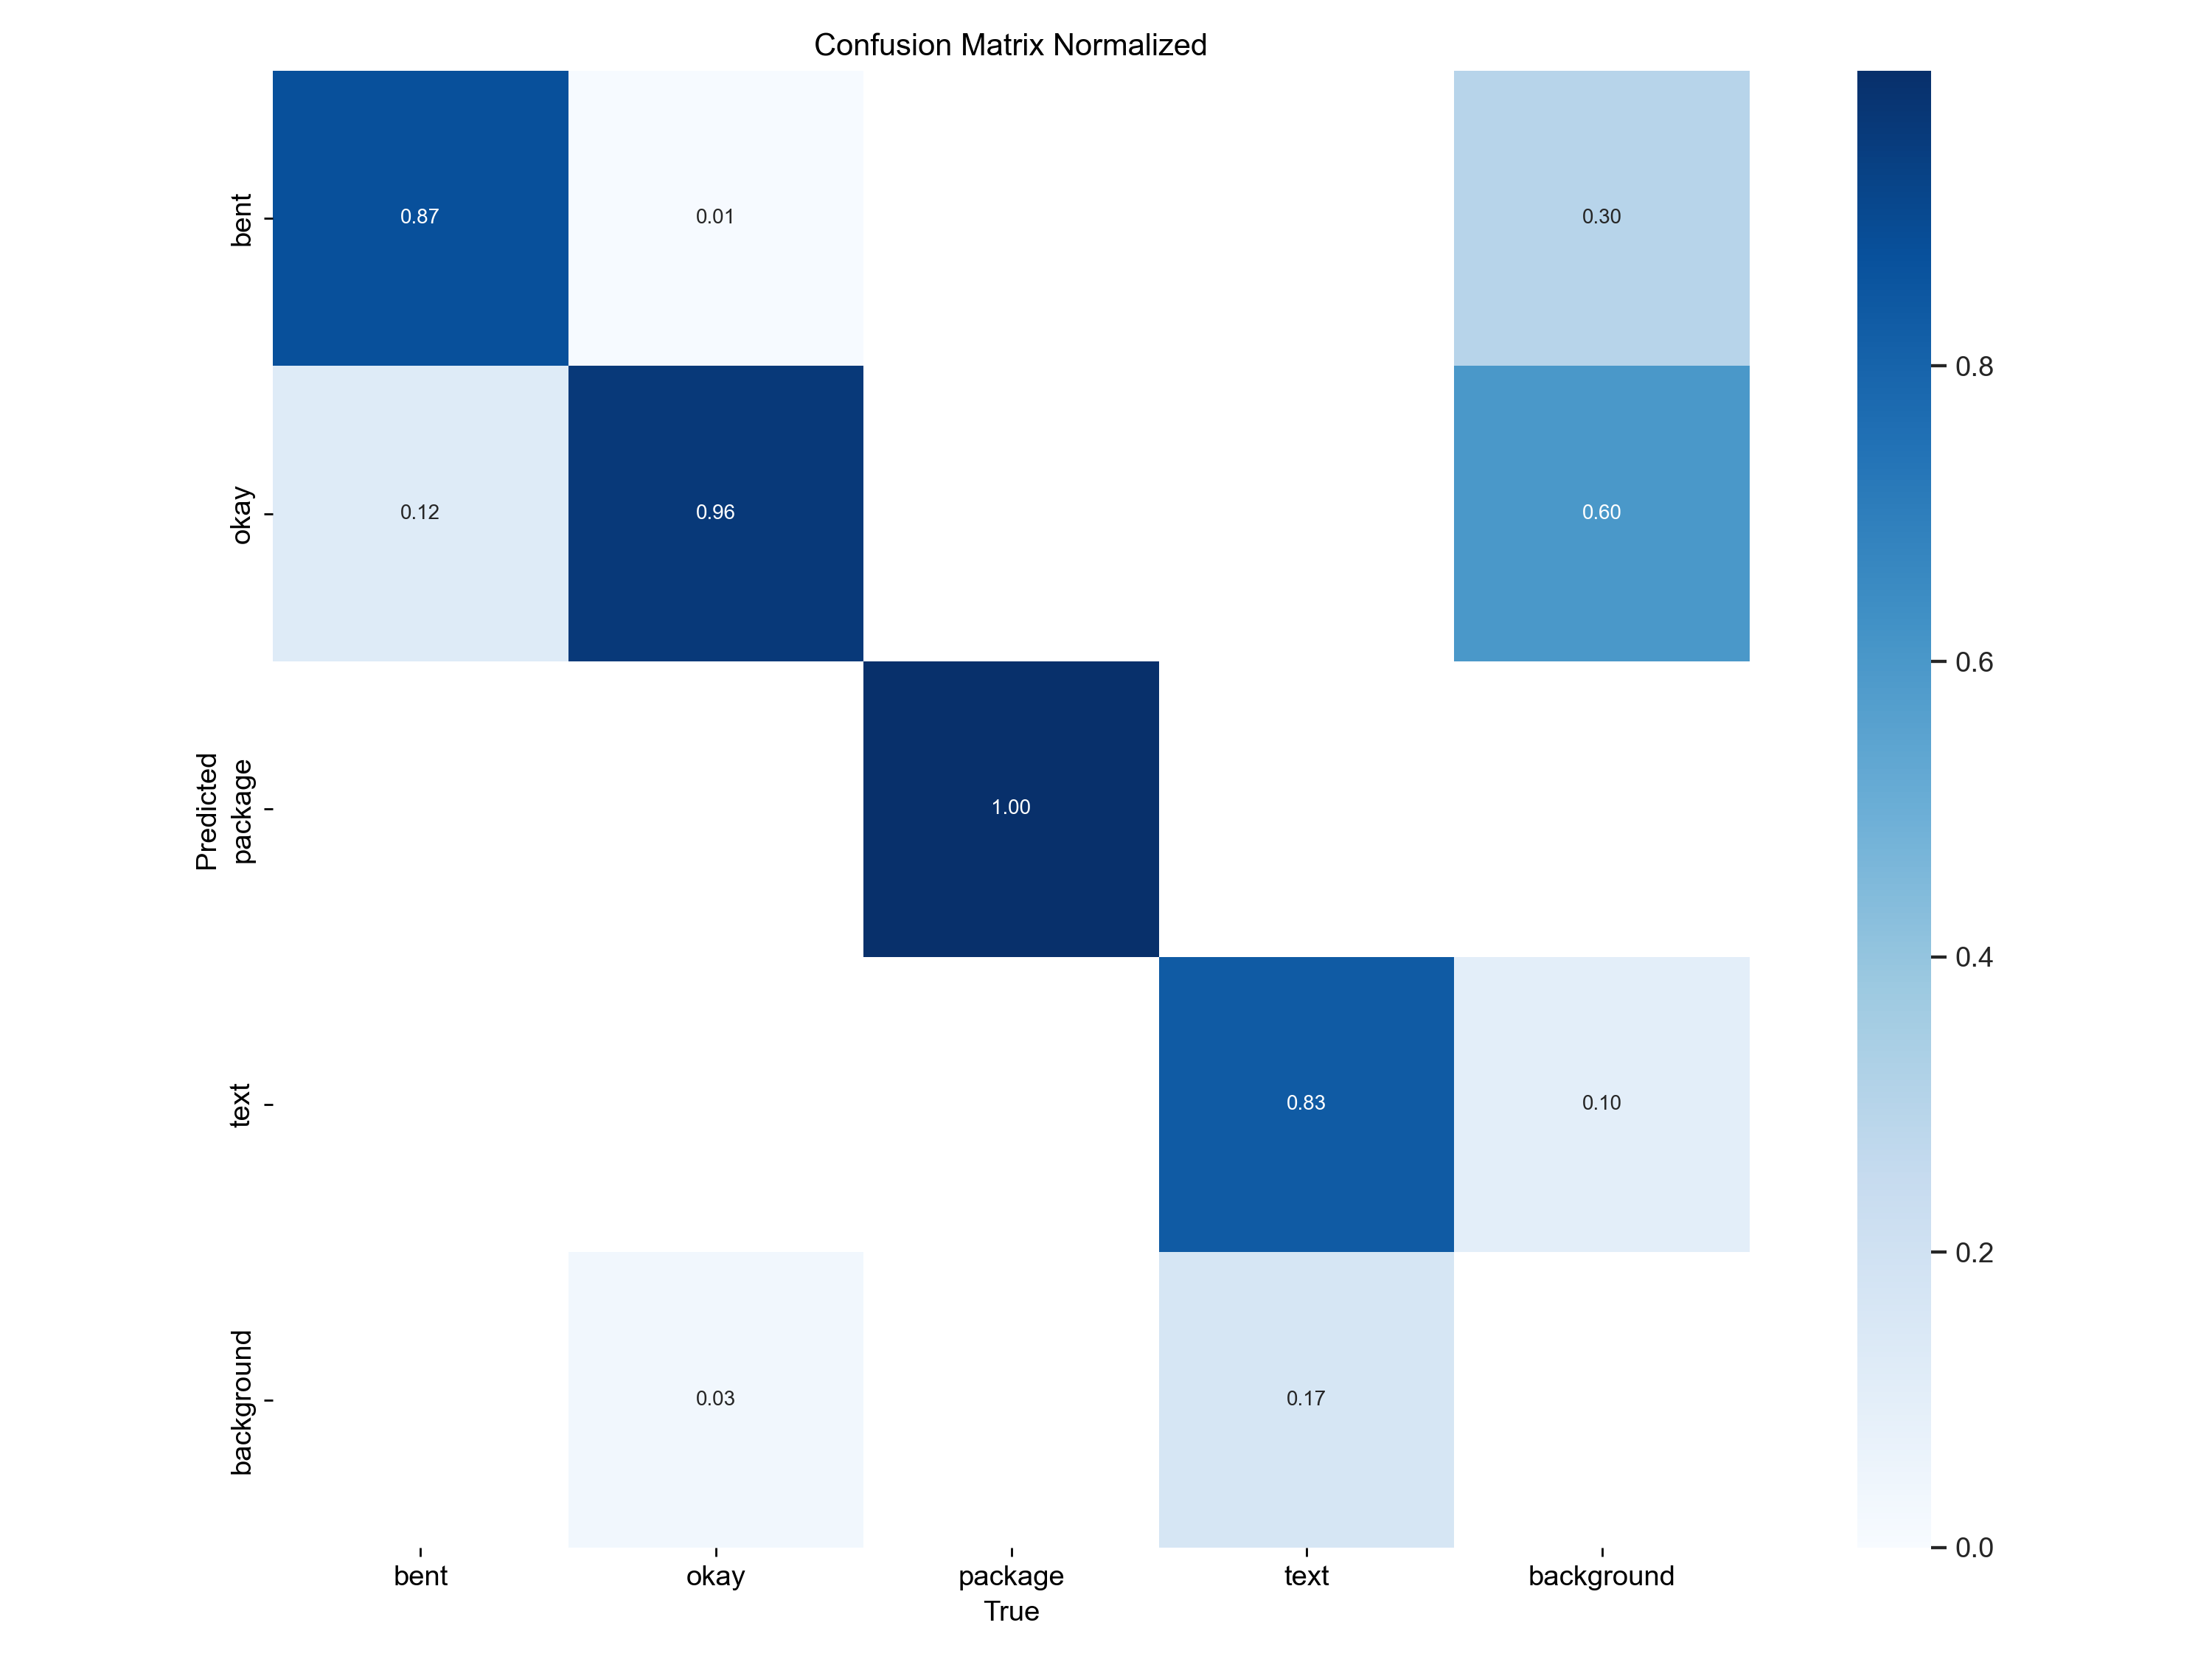 Confusion Matrix Normalized
bent
0.87
0.01
0.30
okay
0.12
0.96
0.60
Predicted
package
1.00
text
0.83
0.10
background
0.03
0.17
bent
okay
package
text
background
True
0.8
0.6
0.4
0.2
0.0